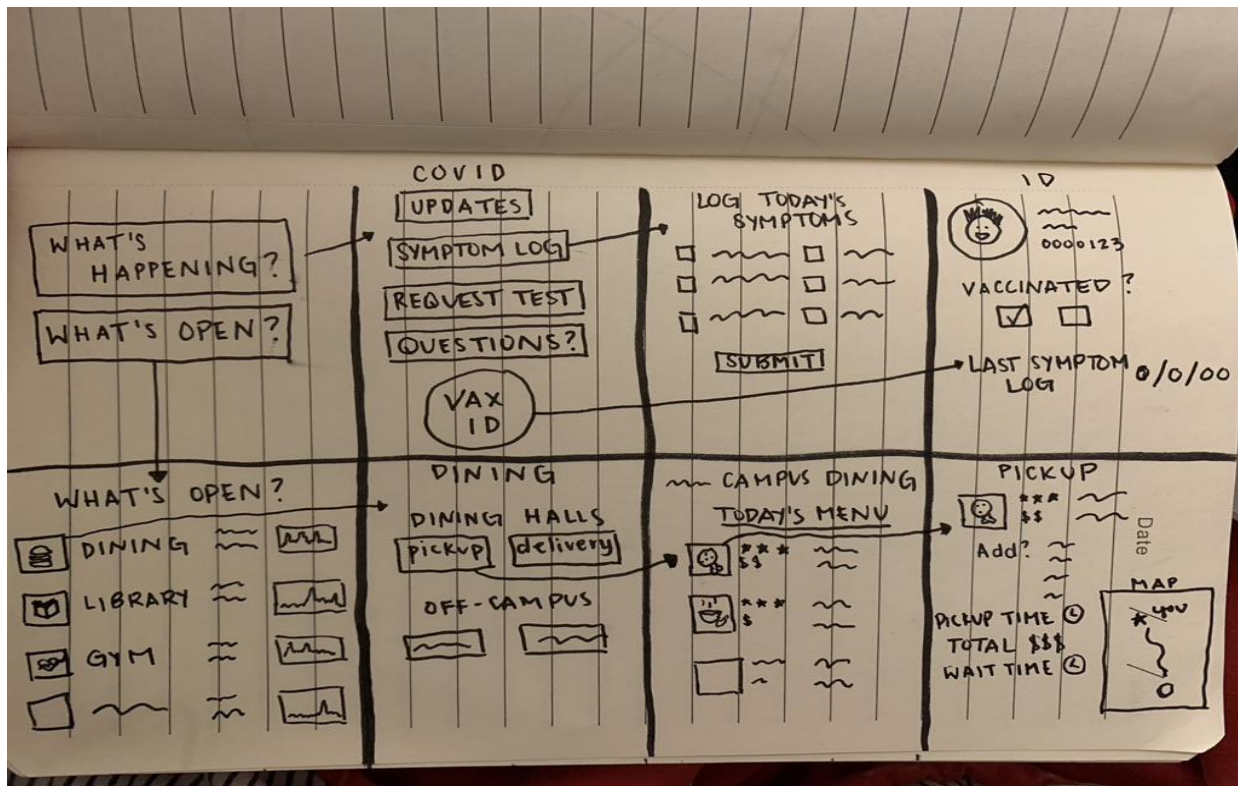 WHAT'S
HAPPENING?
WHAT'S OPEN?
COVID
UPDATES
SYMPTOM LOG
REQUEST TEST
QUESTIONS?
VAX
ID
LOG TODAY'S
SYMPTOMS
SUBMIT
ID
0000123
VACCINATED?
LAST SYMPTOM
LOG 0/0/00
WHAT'S OPEN?
DINING
LIBRARY
GYM
DINING
DINING HALLS
pickup delivery
OFF-CAMPUS
CAMPUS DINING
TODAY'S MENU
★★★
$$
★★★
$
PICKUP
★★★
$$
Add?
Date
MAP
you
PICKUP TIME
TOTAL $$$
WAIT TIME